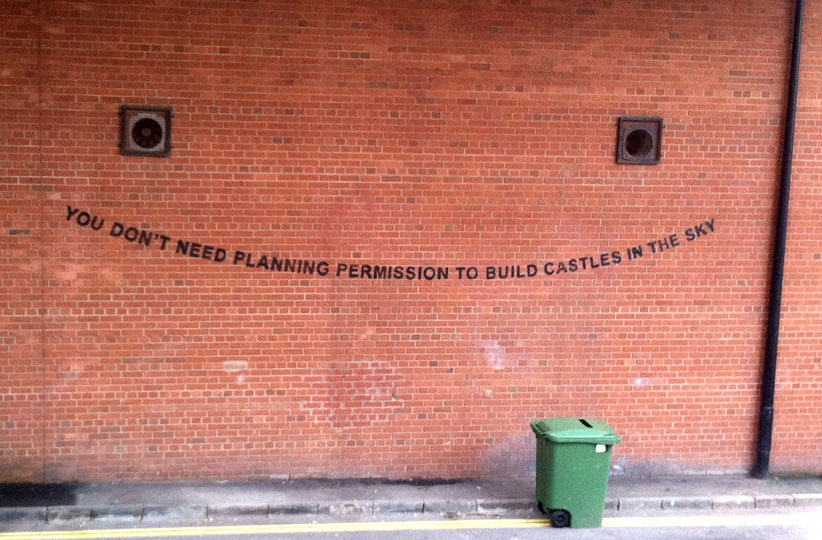 YOU DON'T NEED PLANNING PERMISSION TO BUILD CASTLES IN THE SKY